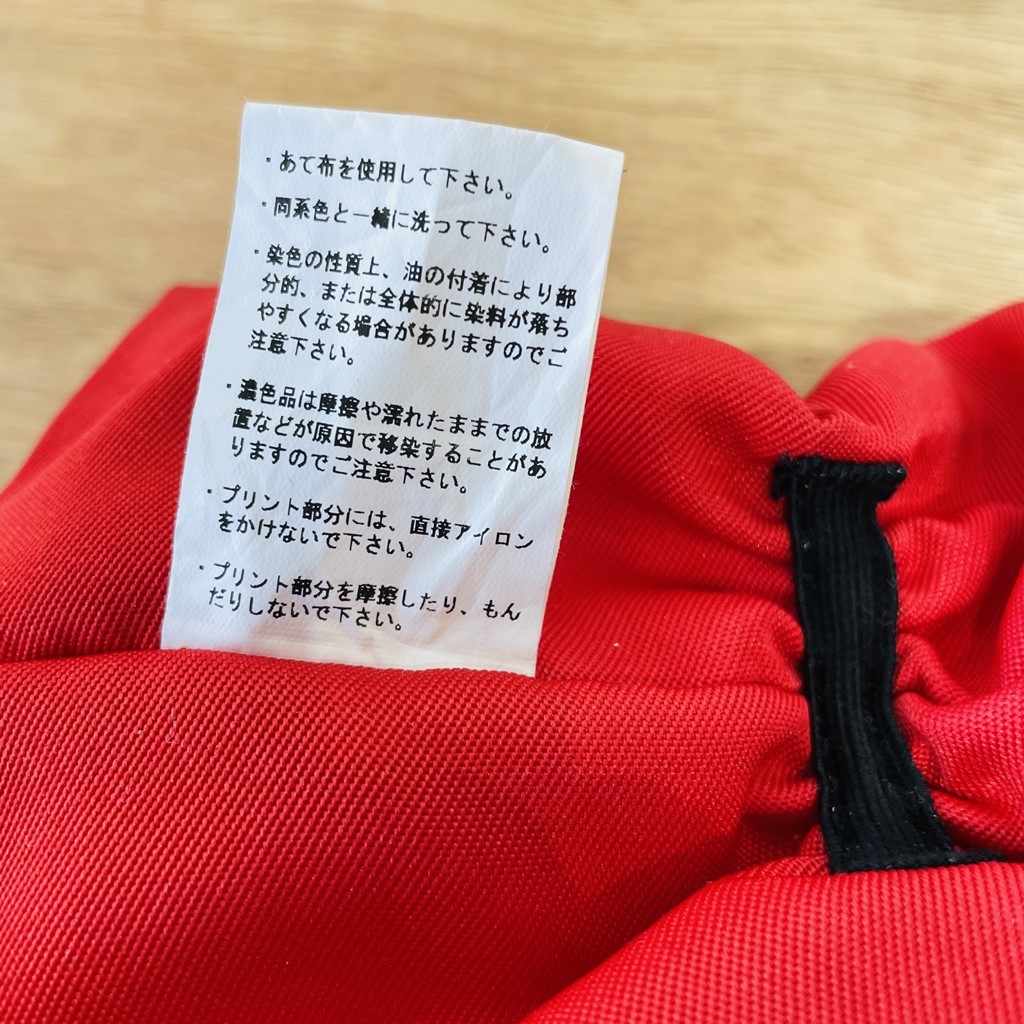 ・あて布を使用して下さい。
・同系色と一緒に洗って下さい。
・染色の性質上、油の付着により部
分的、または全体的に染料が落ち
やすくなる場合がありますのでご
注意下さい。
・濃色品は摩擦や濡れたままでの放
置などが原因で移染することがあ
りますのでご注意下さい。
・プリント部分には、直接アイロン
をかけないで下さい。
・プリント部分を摩擦したり、もん
だりしないで下さい。